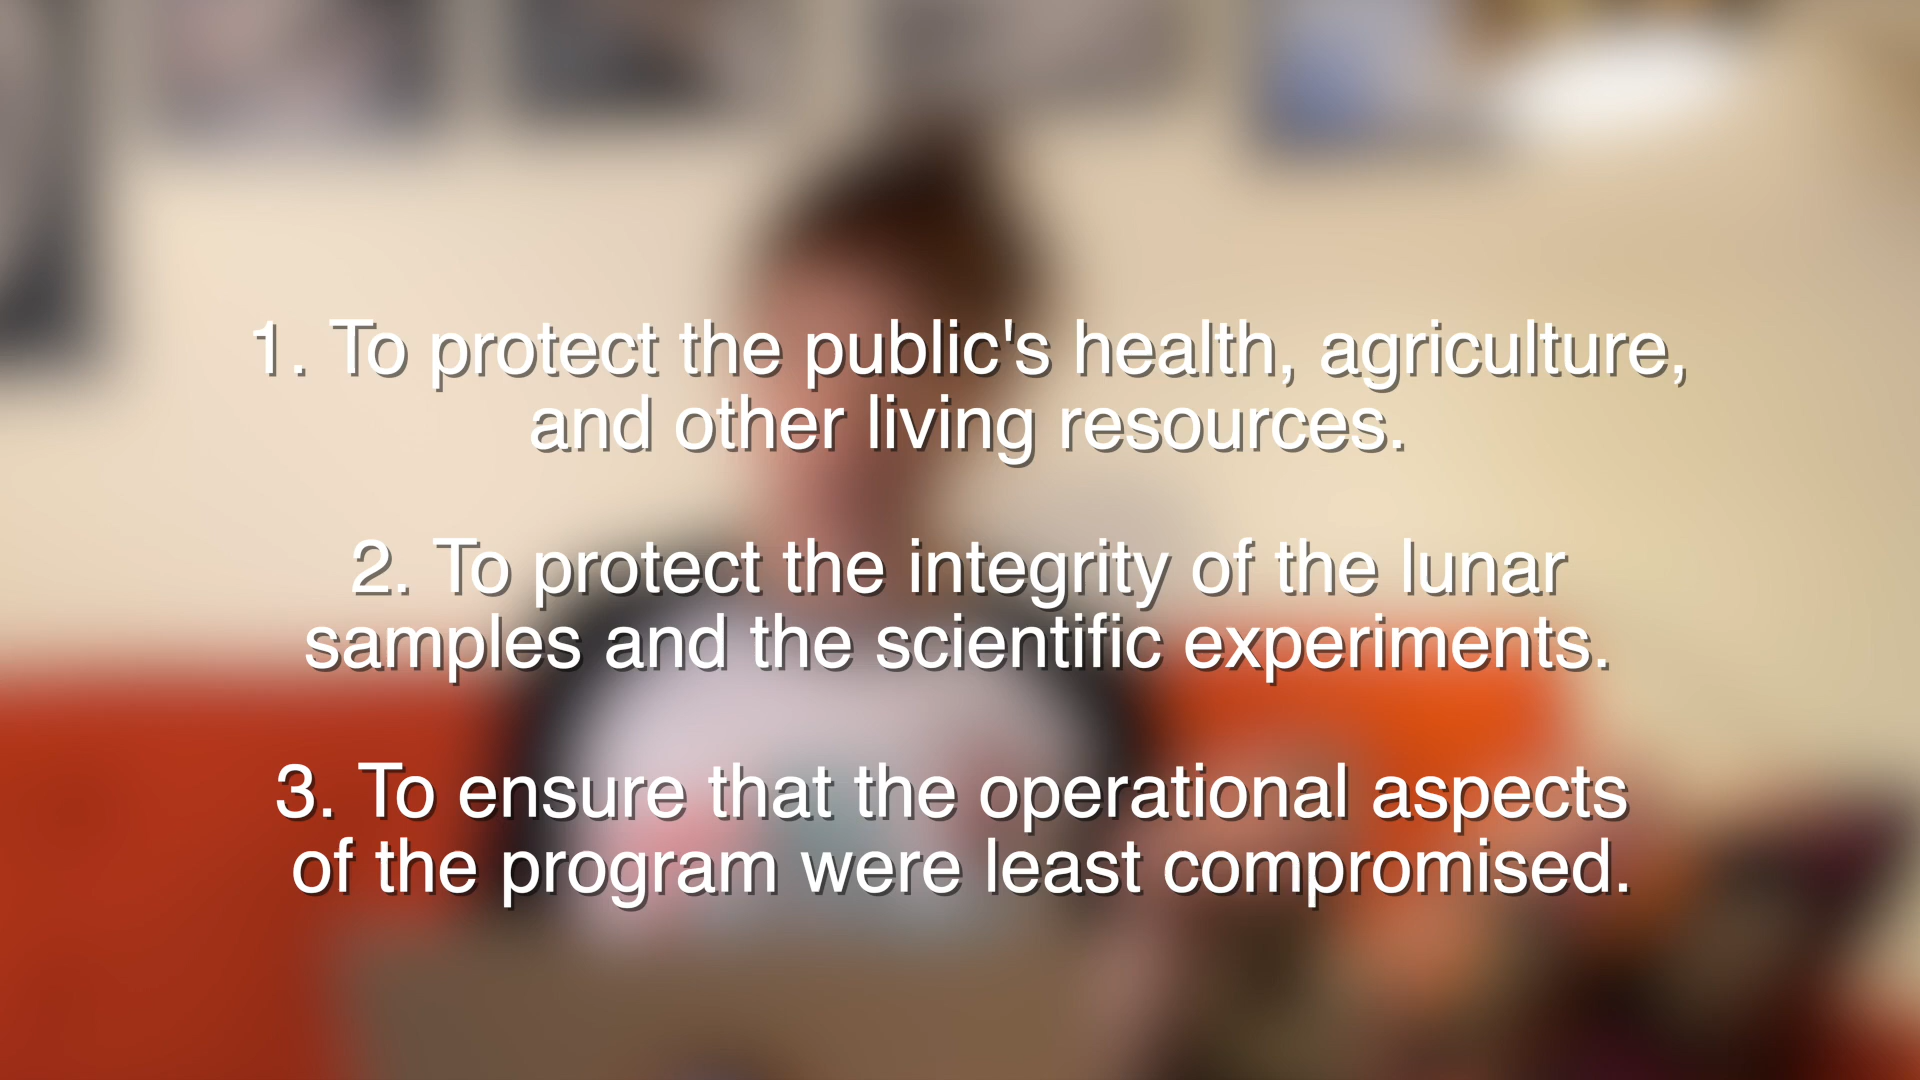 1. To protect the public's health, agriculture,
and other living resources.
2. To protect the integrity of the lunar
samples and the scientific experiments.
3. To ensure that the operational aspects
of the program were least compromised.